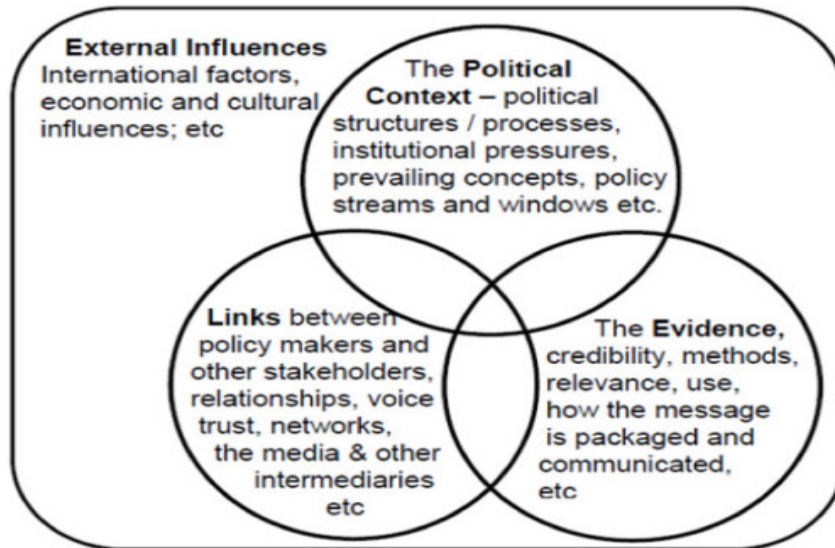 External Influences
International factors,
economic and cultural
influences; etc
The Political
Context – political
structures / processes,
institutional pressures,
prevailing concepts, policy
streams and windows etc.
Links between
policy makers and
other stakeholders,
relationships, voice
trust, networks,
the media & other
intermediaries
etc
The Evidence,
credibility, methods,
relevance, use,
how the message
is packaged and
communicated,
etc